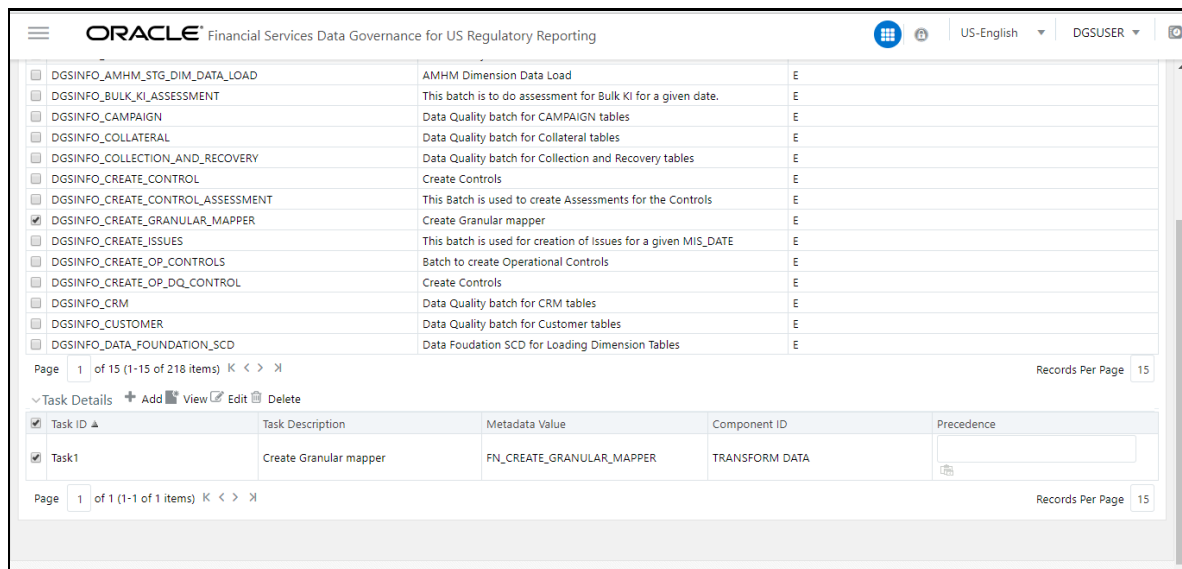 ORACLE® Financial Services Data Governance for US Regulatory Reporting US-English DGSUSER
DGSINFO_AMHM_STG_DIM_DATA_LOAD AMHM Dimension Data Load E
DGSINFO_BULK_KI_ASSESSMENT This batch is to do assessment for Bulk KI for a given date. E
DGSINFO_CAMPAIGN Data Quality batch for CAMPAIGN tables E
DGSINFO_COLLATERAL Data Quality batch for Collateral tables E
DGSINFO_COLLECTION_AND_RECOVERY Data Quality batch for Collection and Recovery tables E
DGSINFO_CREATE_CONTROL Create Controls E
DGSINFO_CREATE_CONTROL_ASSESSMENT This Batch is used to create Assessments for the Controls E
DGSINFO_CREATE_GRANULAR_MAPPER Create Granular mapper E
DGSINFO_CREATE_ISSUES This batch is used for creation of Issues for a given MIS_DATE E
DGSINFO_CREATE_OP_CONTROLS Batch to create Operational Controls E
DGSINFO_CREATE_OP_DQ_CONTROL Create Controls E
DGSINFO_CRM Data Quality batch for CRM tables E
DGSINFO_CUSTOMER Data Quality batch for Customer tables E
DGSINFO_DATA_FOUNDATION_SCD Data Foudation SCD for Loading Dimension Tables E
Page 1 of 15 (1-15 of 218 items) Records Per Page 15
Task Details Add View Edit Delete
Task ID Task Description Metadata Value Component ID Precedence
Task1 Create Granular mapper FN_CREATE_GRANULAR_MAPPER TRANSFORM DATA
Page 1 of 1 (1-1 of 1 items) Records Per Page 15